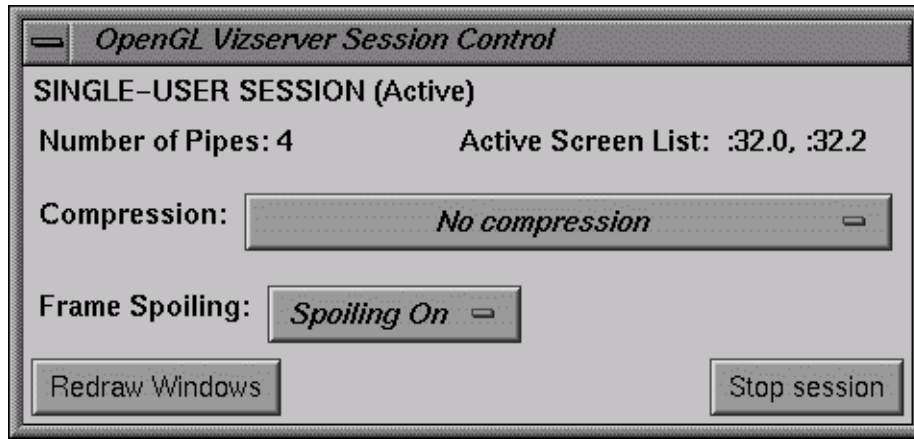 OpenGL Vizserver Session Control
SINGLE-USER SESSION (Active)
Number of Pipes: 4 Active Screen List: :32.0, :32.2
Compression: No compression
Frame Spoiling: Spoiling On
Redraw Windows Stop session